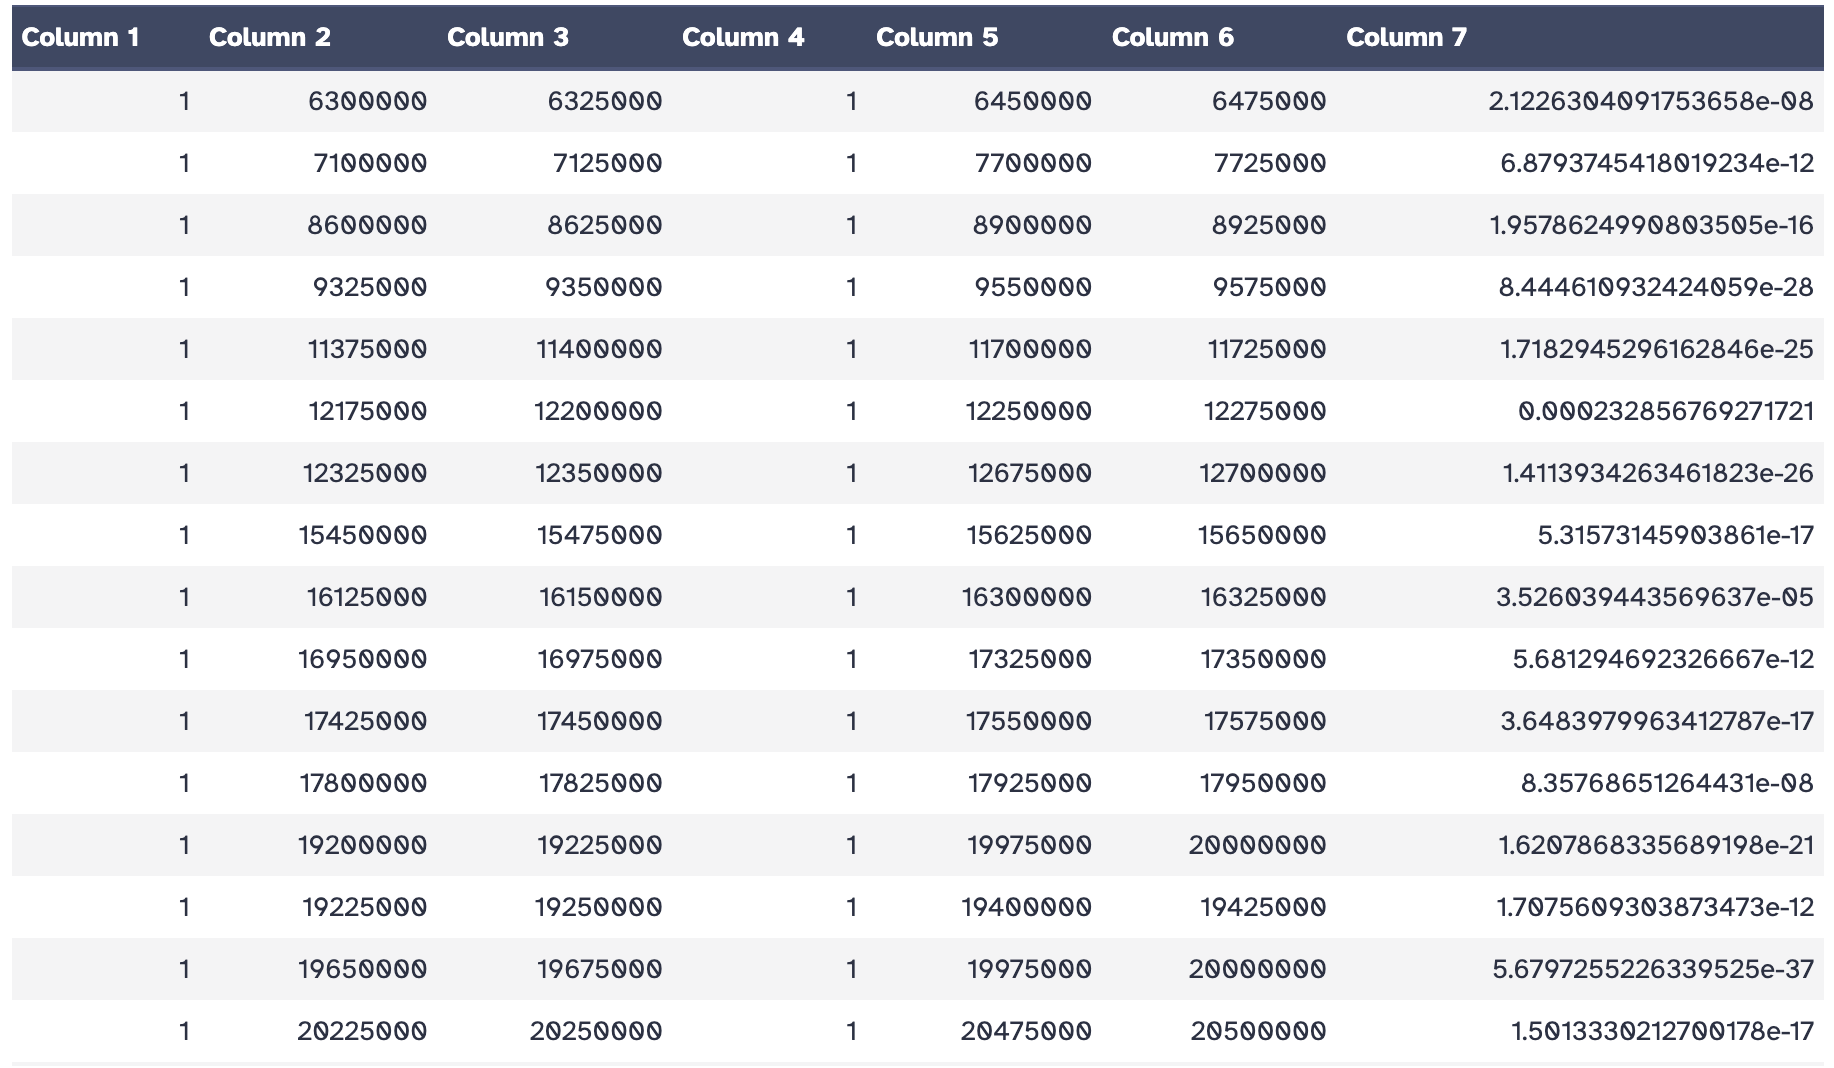 Column 1 Column 2 Column 3 Column 4 Column 5 Column 6 Column 7
1 6300000 6325000 1 6450000 6475000 2.1226304091753658e-08
1 7100000 7125000 1 7700000 7725000 6.8793745418019234e-12
1 8600000 8625000 1 8900000 8925000 1.9578624990803505e-16
1 9325000 9350000 1 9550000 9575000 8.444610932424059e-28
1 11375000 11400000 1 11700000 11725000 1.7182945296162846e-25
1 12175000 12200000 1 12250000 12275000 0.000232856769271721
1 12325000 12350000 1 12675000 12700000 1.4113934263461823e-26
1 15450000 15475000 1 15625000 15650000 5.31573145903861e-17
1 16125000 16150000 1 16300000 16325000 3.526039443569637e-05
1 16950000 16975000 1 17325000 17350000 5.681294692326667e-12
1 17425000 17450000 1 17550000 17575000 3.6483979963412787e-17
1 17800000 17825000 1 17925000 17950000 8.35768651264431e-08
1 19200000 19225000 1 19975000 20000000 1.6207868335689198e-21
1 19225000 19250000 1 19400000 19425000 1.7075609303873473e-12
1 19650000 19675000 1 19975000 20000000 5.6797255226339525e-37
1 20225000 20250000 1 20475000 20500000 1.5013330212700178e-17